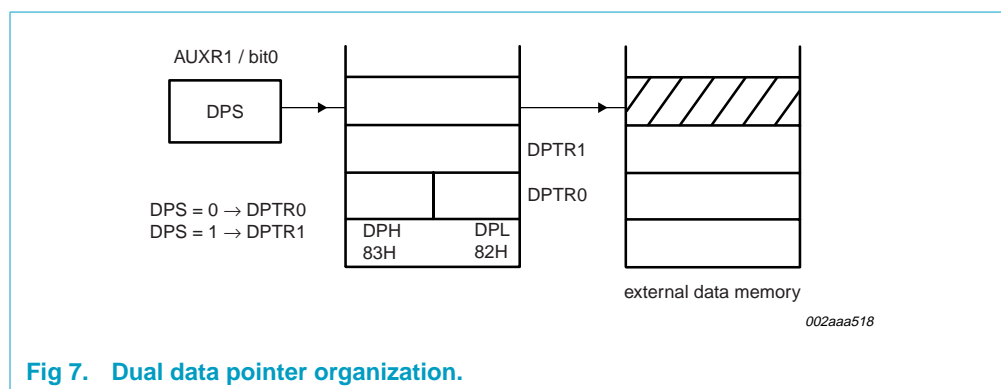 AUXR1 / bit0
DPS
DPTR1
DPTR0
DPS = 0 → DPTR0
DPS = 1 → DPTR1
DPH DPL
83H 82H
external data memory
002aaa518
Fig 7. Dual data pointer organization.